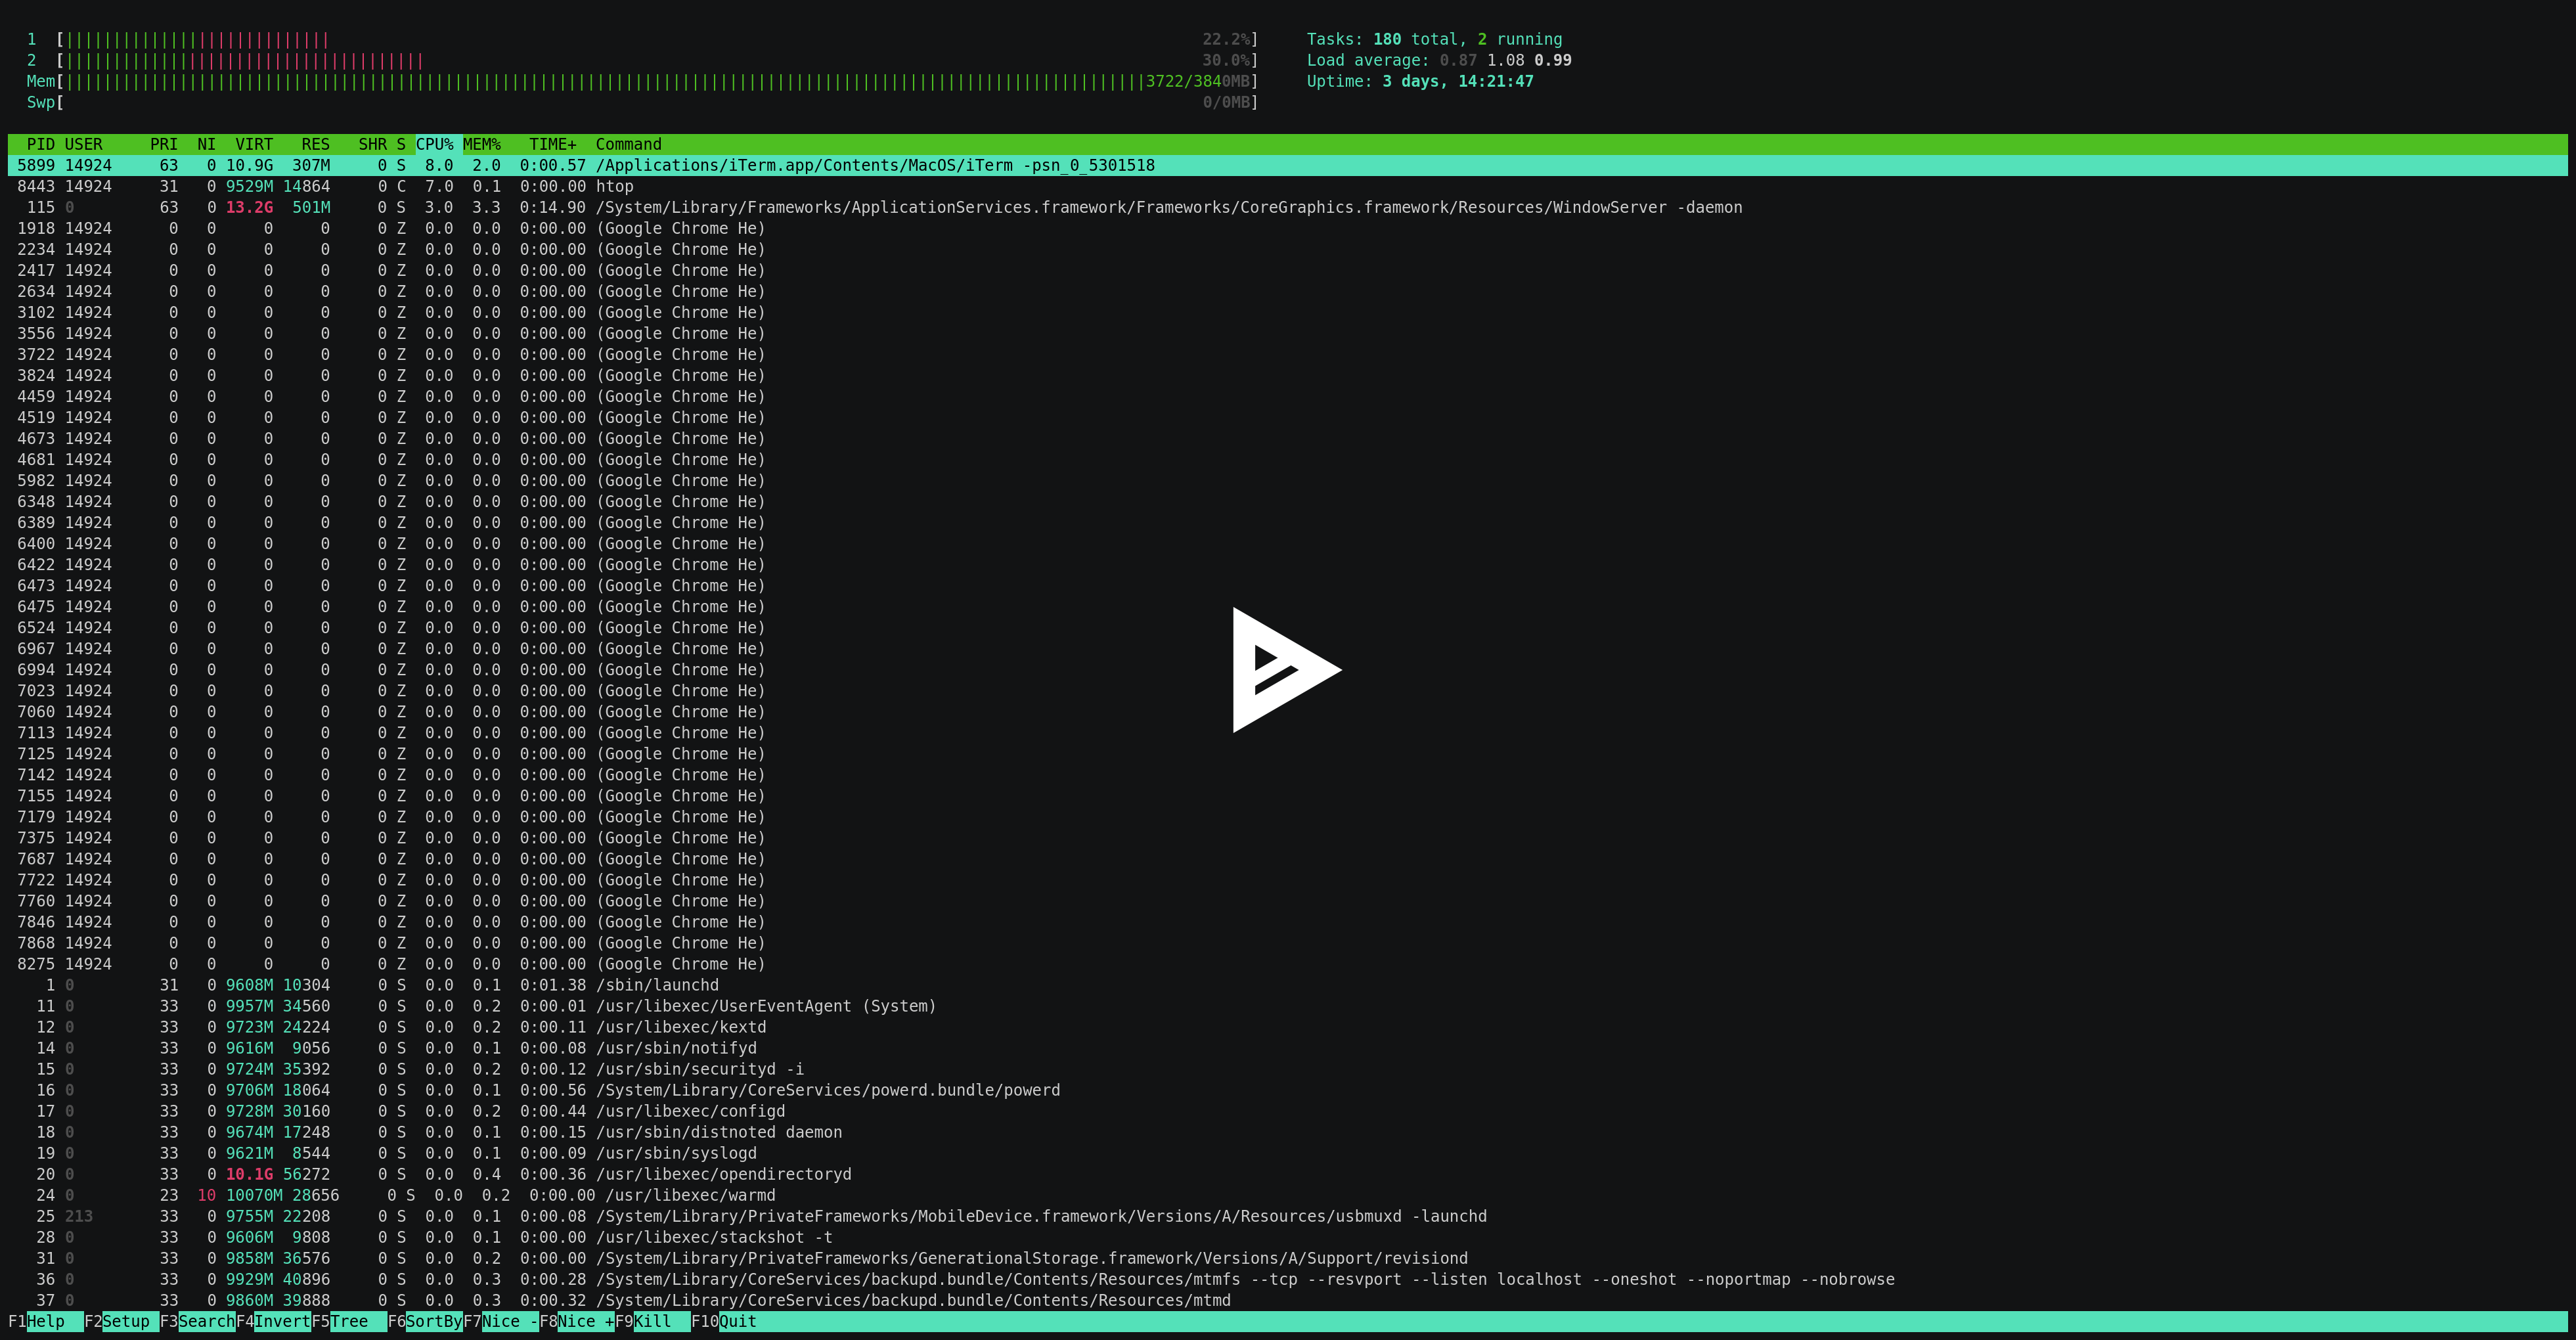 1 [|||||||||||||||||||||||||||| 22.2%] Tasks: 180 total, 2 running
2 [|||||||||||||||||||||||||||||||||||||| 30.0%] Load average: 0.87 1.08 0.99
Mem[||||||||||||||||||||||||||||||||||||||||||||||||||||||||||||||||||||||||||||||||||||||||||||||||||||||||||||||||||3722/3840MB] Uptime: 3 days, 14:21:47
Swp[ 0/0MB]
PID USER PRI NI VIRT RES SHR S CPU% MEM% TIME+ Command
5899 14924 63 0 10.9G 307M 0 S 8.0 2.0 0:00.57 /Applications/iTerm.app/Contents/MacOS/iTerm -psn_0_5301518
8443 14924 31 0 9529M 14864 0 C 7.0 0.1 0:00.00 htop
115 0 63 0 13.2G 501M 0 S 3.0 3.3 0:14.90 /System/Library/Frameworks/ApplicationServices.framework/Frameworks/CoreGraphics.framework/Resources/WindowServer -daemon
1918 14924 0 0 0 0 0 Z 0.0 0.0 0:00.00 (Google Chrome He)
2234 14924 0 0 0 0 0 Z 0.0 0.0 0:00.00 (Google Chrome He)
2417 14924 0 0 0 0 0 Z 0.0 0.0 0:00.00 (Google Chrome He)
2634 14924 0 0 0 0 0 Z 0.0 0.0 0:00.00 (Google Chrome He)
3102 14924 0 0 0 0 0 Z 0.0 0.0 0:00.00 (Google Chrome He)
3556 14924 0 0 0 0 0 Z 0.0 0.0 0:00.00 (Google Chrome He)
3722 14924 0 0 0 0 0 Z 0.0 0.0 0:00.00 (Google Chrome He)
3824 14924 0 0 0 0 0 Z 0.0 0.0 0:00.00 (Google Chrome He)
4459 14924 0 0 0 0 0 Z 0.0 0.0 0:00.00 (Google Chrome He)
4519 14924 0 0 0 0 0 Z 0.0 0.0 0:00.00 (Google Chrome He)
4673 14924 0 0 0 0 0 Z 0.0 0.0 0:00.00 (Google Chrome He)
4681 14924 0 0 0 0 0 Z 0.0 0.0 0:00.00 (Google Chrome He)
5982 14924 0 0 0 0 0 Z 0.0 0.0 0:00.00 (Google Chrome He)
6348 14924 0 0 0 0 0 Z 0.0 0.0 0:00.00 (Google Chrome He)
6389 14924 0 0 0 0 0 Z 0.0 0.0 0:00.00 (Google Chrome He)
6400 14924 0 0 0 0 0 Z 0.0 0.0 0:00.00 (Google Chrome He)
6422 14924 0 0 0 0 0 Z 0.0 0.0 0:00.00 (Google Chrome He)
6473 14924 0 0 0 0 0 Z 0.0 0.0 0:00.00 (Google Chrome He)
6475 14924 0 0 0 0 0 Z 0.0 0.0 0:00.00 (Google Chrome He)
6524 14924 0 0 0 0 0 Z 0.0 0.0 0:00.00 (Google Chrome He)
6967 14924 0 0 0 0 0 Z 0.0 0.0 0:00.00 (Google Chrome He)
6994 14924 0 0 0 0 0 Z 0.0 0.0 0:00.00 (Google Chrome He)
7023 14924 0 0 0 0 0 Z 0.0 0.0 0:00.00 (Google Chrome He)
7060 14924 0 0 0 0 0 Z 0.0 0.0 0:00.00 (Google Chrome He)
7113 14924 0 0 0 0 0 Z 0.0 0.0 0:00.00 (Google Chrome He)
7125 14924 0 0 0 0 0 Z 0.0 0.0 0:00.00 (Google Chrome He)
7142 14924 0 0 0 0 0 Z 0.0 0.0 0:00.00 (Google Chrome He)
7155 14924 0 0 0 0 0 Z 0.0 0.0 0:00.00 (Google Chrome He)
7179 14924 0 0 0 0 0 Z 0.0 0.0 0:00.00 (Google Chrome He)
7375 14924 0 0 0 0 0 Z 0.0 0.0 0:00.00 (Google Chrome He)
7687 14924 0 0 0 0 0 Z 0.0 0.0 0:00.00 (Google Chrome He)
7722 14924 0 0 0 0 0 Z 0.0 0.0 0:00.00 (Google Chrome He)
7760 14924 0 0 0 0 0 Z 0.0 0.0 0:00.00 (Google Chrome He)
7846 14924 0 0 0 0 0 Z 0.0 0.0 0:00.00 (Google Chrome He)
7868 14924 0 0 0 0 0 Z 0.0 0.0 0:00.00 (Google Chrome He)
8275 14924 0 0 0 0 0 Z 0.0 0.0 0:00.00 (Google Chrome He)
1 0 31 0 9608M 10304 0 S 0.0 0.1 0:01.38 /sbin/launchd
11 0 33 0 9957M 34560 0 S 0.0 0.2 0:00.01 /usr/libexec/UserEventAgent (System)
12 0 33 0 9723M 24224 0 S 0.0 0.2 0:00.11 /usr/libexec/kextd
14 0 33 0 9616M 9056 0 S 0.0 0.1 0:00.08 /usr/sbin/notifyd
15 0 33 0 9724M 35392 0 S 0.0 0.2 0:00.12 /usr/sbin/securityd -i
16 0 33 0 9706M 18064 0 S 0.0 0.1 0:00.56 /System/Library/CoreServices/powerd.bundle/powerd
17 0 33 0 9728M 30160 0 S 0.0 0.2 0:00.44 /usr/libexec/configd
18 0 33 0 9674M 17248 0 S 0.0 0.1 0:00.15 /usr/sbin/distnoted daemon
19 0 33 0 9621M 8544 0 S 0.0 0.1 0:00.09 /usr/sbin/syslogd
20 0 33 0 10.1G 56272 0 S 0.0 0.4 0:00.36 /usr/libexec/opendirectoryd
24 0 23 10 10070M 28656 0 S 0.0 0.2 0:00.00 /usr/libexec/warmd
25 213 33 0 9755M 22208 0 S 0.0 0.1 0:00.08 /System/Library/PrivateFrameworks/MobileDevice.framework/Versions/A/Resources/usbmuxd -launchd
28 0 33 0 9606M 9808 0 S 0.0 0.1 0:00.00 /usr/libexec/stackshot -t
31 0 33 0 9858M 36576 0 S 0.0 0.2 0:00.00 /System/Library/PrivateFrameworks/GenerationalStorage.framework/Versions/A/Support/revisiond
36 0 33 0 9929M 40896 0 S 0.0 0.3 0:00.28 /System/Library/CoreServices/backupd.bundle/Contents/Resources/mtmfs --tcp --resvport --listen localhost --oneshot --noportmap --nobrowse
37 0 33 0 9860M 39888 0 S 0.0 0.3 0:00.32 /System/Library/CoreServices/backupd.bundle/Contents/Resources/mtmd
F1Help F2Setup F3SearchF4InvertF5Tree F6SortByF7Nice -F8Nice +F9Kill F10Quit